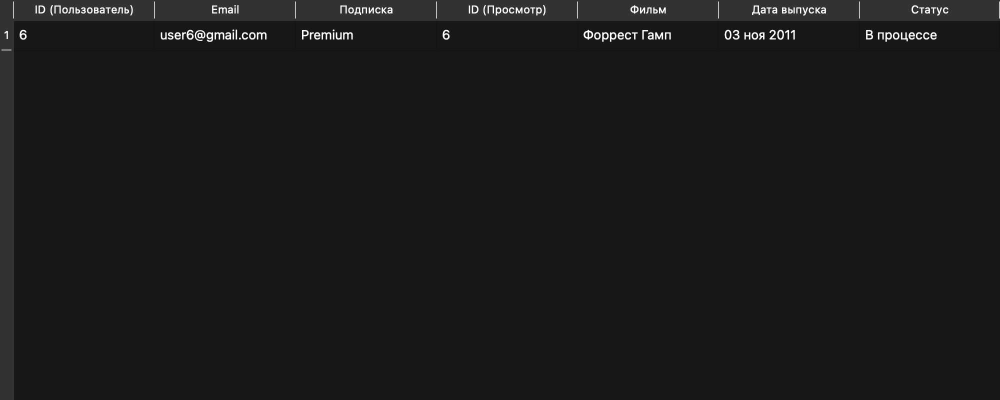 ID (Пользователь) Email Подписка ID (Просмотр) Фильм Дата выпуска Статус
1 6 user6@gmail.com Premium 6 Форрест Гамп 03 ноя 2011 В процессе